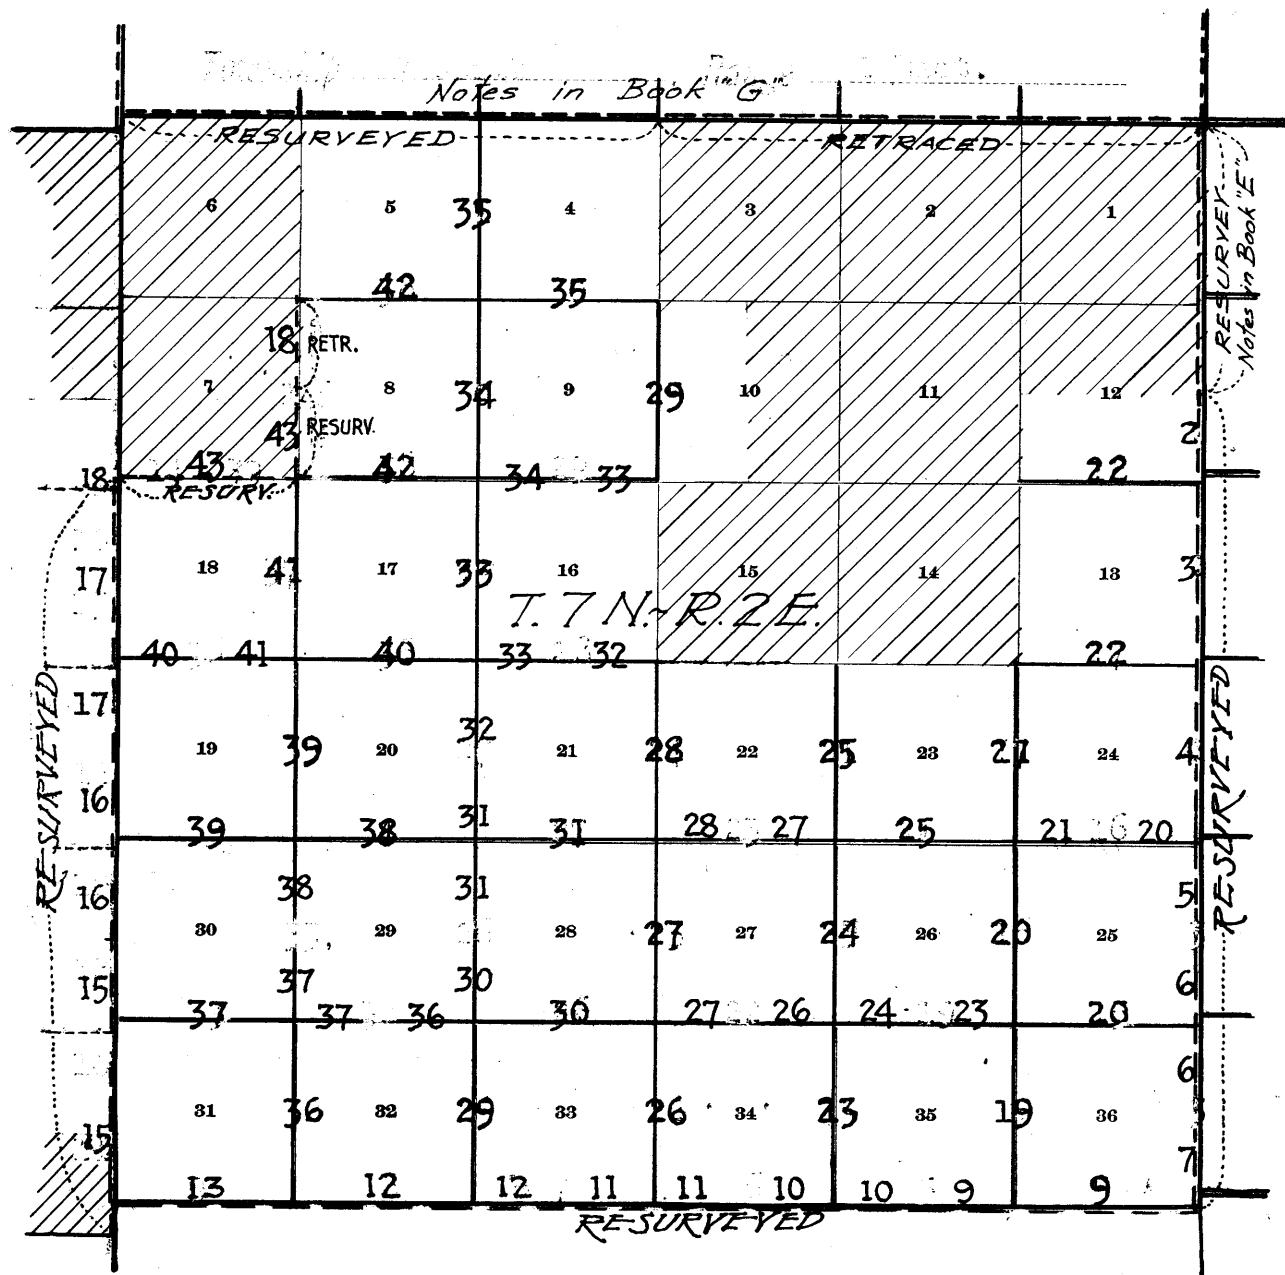 Notes in Book "G"
RESURVEYED RETRACED
6 5 35 4 3 2 1
RESURVEY
Notes in Book "E"
42 35
18 RETR.
7 8 34 9 29 10 11 12
43 RESURV. 2
18 43 42 34 33 22
RESURV.
17 18 41 17 33 16 15 14 13 3
T. 7 N.-R. 2 E.
40 41 40 33 32 22
17
32
19 39 20 21 28 22 25 23 21 24 4
16
39 38 31 31 28 27 25 21 16 20
RESURVEYED
RESURVEYED
16 38 31 5
30 29 28 27 27 24 26 20 25
15 37 30 6
37 37 36 30 27 26 24 23 20
6
31 36 32 29 33 26 34 23 35 19 36
15
7
13 12 12 11 11 10 10 9 9
RESURVEYED